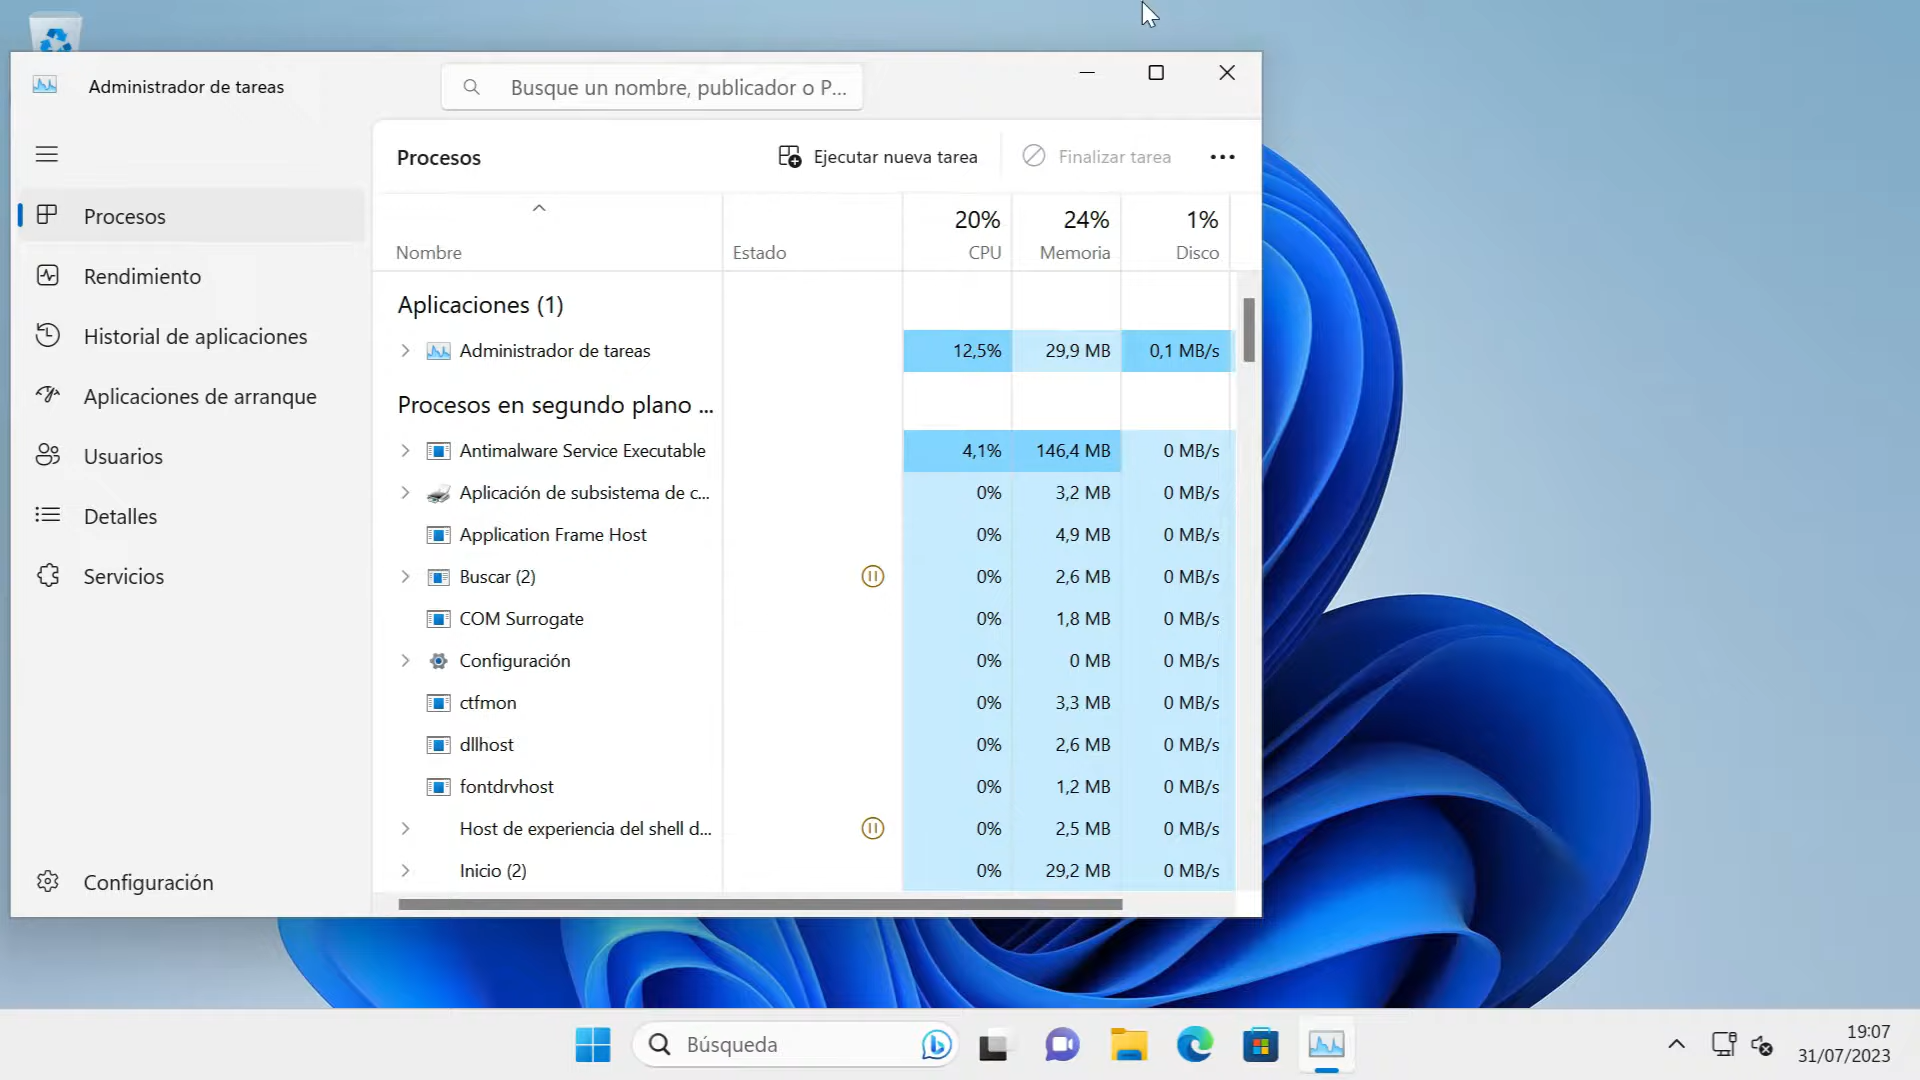 Administrador de tareas
Busque un nombre, publicador o P...
Procesos
Ejecutar nueva tarea
Finalizar tarea
Procesos
Rendimiento
Historial de aplicaciones
Aplicaciones de arranque
Usuarios
Detalles
Servicios
Configuración
20% 24% 1%
Nombre Estado CPU Memoria Disco
Aplicaciones (1)
Administrador de tareas 12,5% 29,9 MB 0,1 MB/s
Procesos en segundo plano ...
Antimalware Service Executable 4,1% 146,4 MB 0 MB/s
Aplicación de subsistema de c... 0% 3,2 MB 0 MB/s
Application Frame Host 0% 4,9 MB 0 MB/s
Buscar (2) 0% 2,6 MB 0 MB/s
COM Surrogate 0% 1,8 MB 0 MB/s
Configuración 0% 0 MB 0 MB/s
ctfmon 0% 3,3 MB 0 MB/s
dllhost 0% 2,6 MB 0 MB/s
fontdrvhost 0% 1,2 MB 0 MB/s
Host de experiencia del shell d... 0% 2,5 MB 0 MB/s
Inicio (2) 0% 29,2 MB 0 MB/s
Búsqueda
19:07
31/07/2023